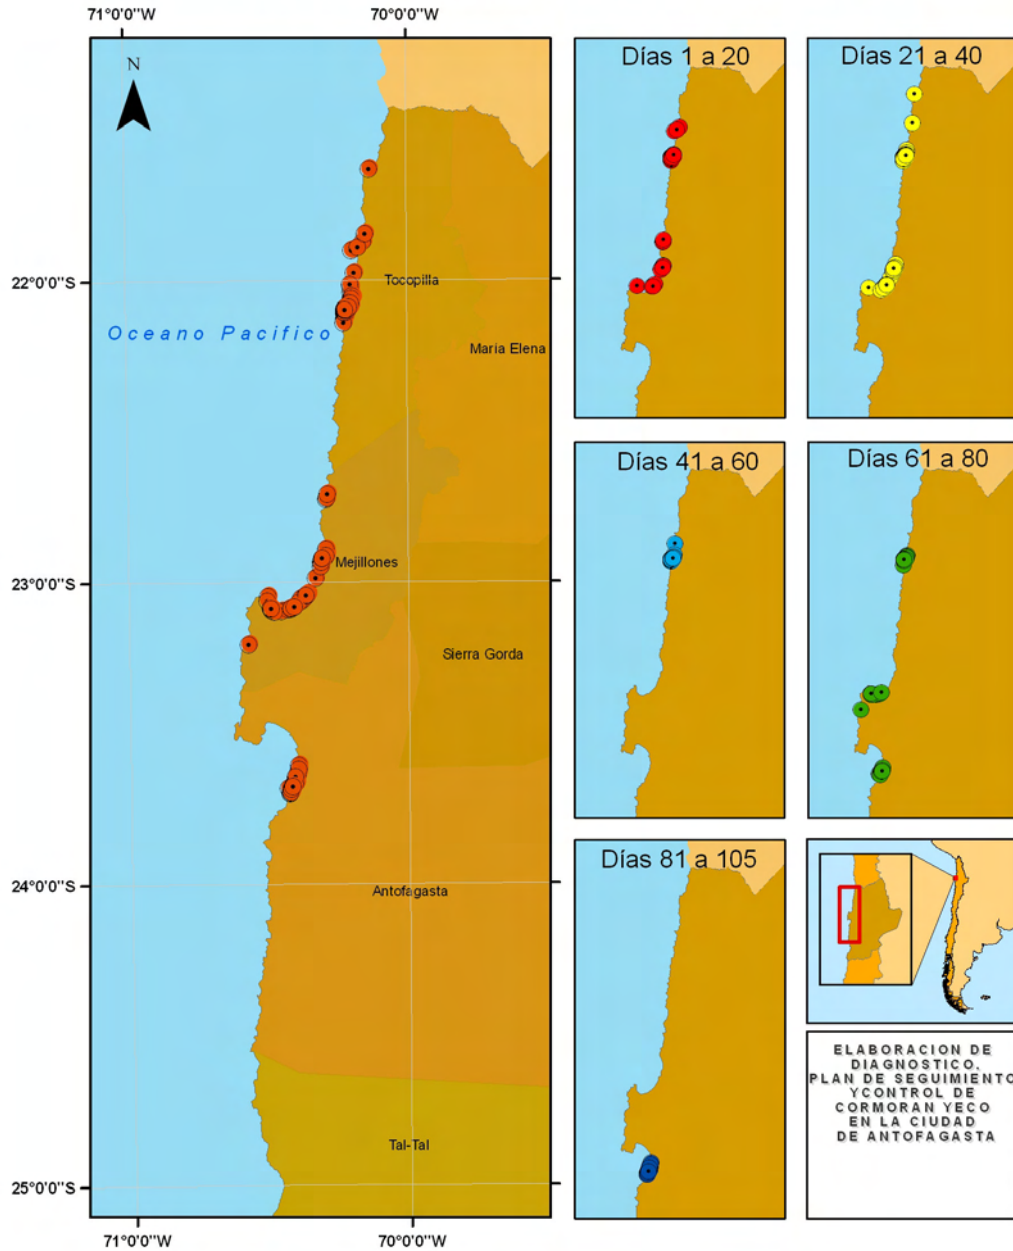 71°0'0"W
70°0'0"W
N
22°0'0"S
23°0'0"S
24°0'0"S
25°0'0"S
Oceano Pacifico
Tocopilla
Maria Elena
Mejillones
Sierra Gorda
Antofagasta
Tal-Tal
71°0'0"W
70°0'0"W
Días 1 a 20
Días 21 a 40
Días 41 a 60
Días 61 a 80
Días 81 a 105
ELABORACION DE
DIAGNOSTICO,
PLAN DE SEGUIMIENTO
YCONTROL DE
CORMORAN YECO
EN LA CIUDAD
DE ANTOFAGASTA